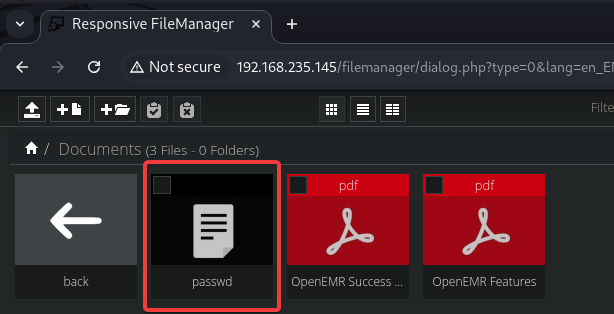 Responsive FileManager
Not secure 192.168.235.145/filemanager/dialog.php?type=0&lang=en_EN
Filte
/ Documents (3 Files - 0 Folders)
pdf pdf
back passwd OpenEMR Success ... OpenEMR Features